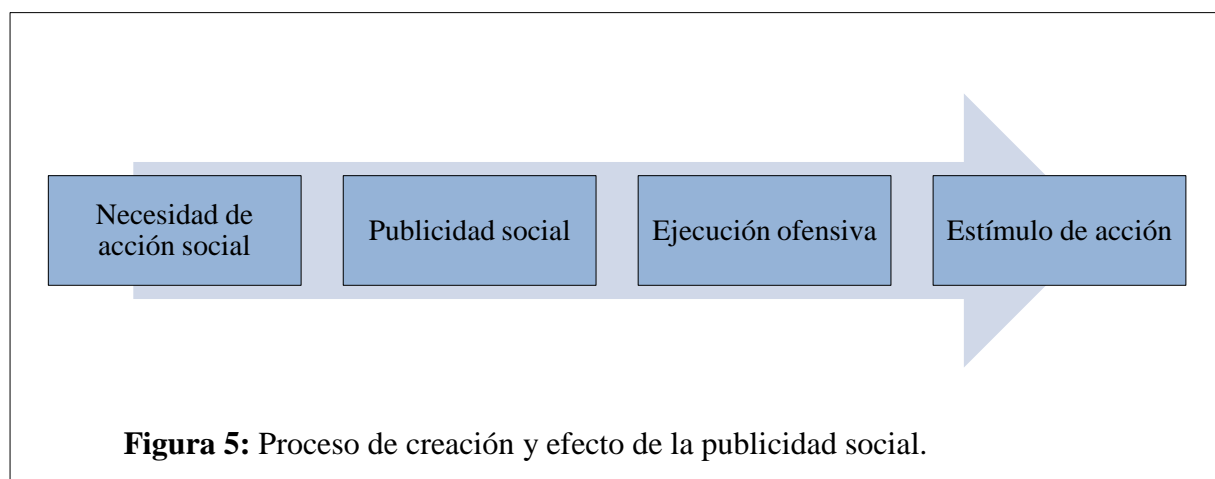 Necesidad de
acción social
Publicidad social
Ejecución ofensiva
Estímulo de acción
Figura 5: Proceso de creación y efecto de la publicidad social.